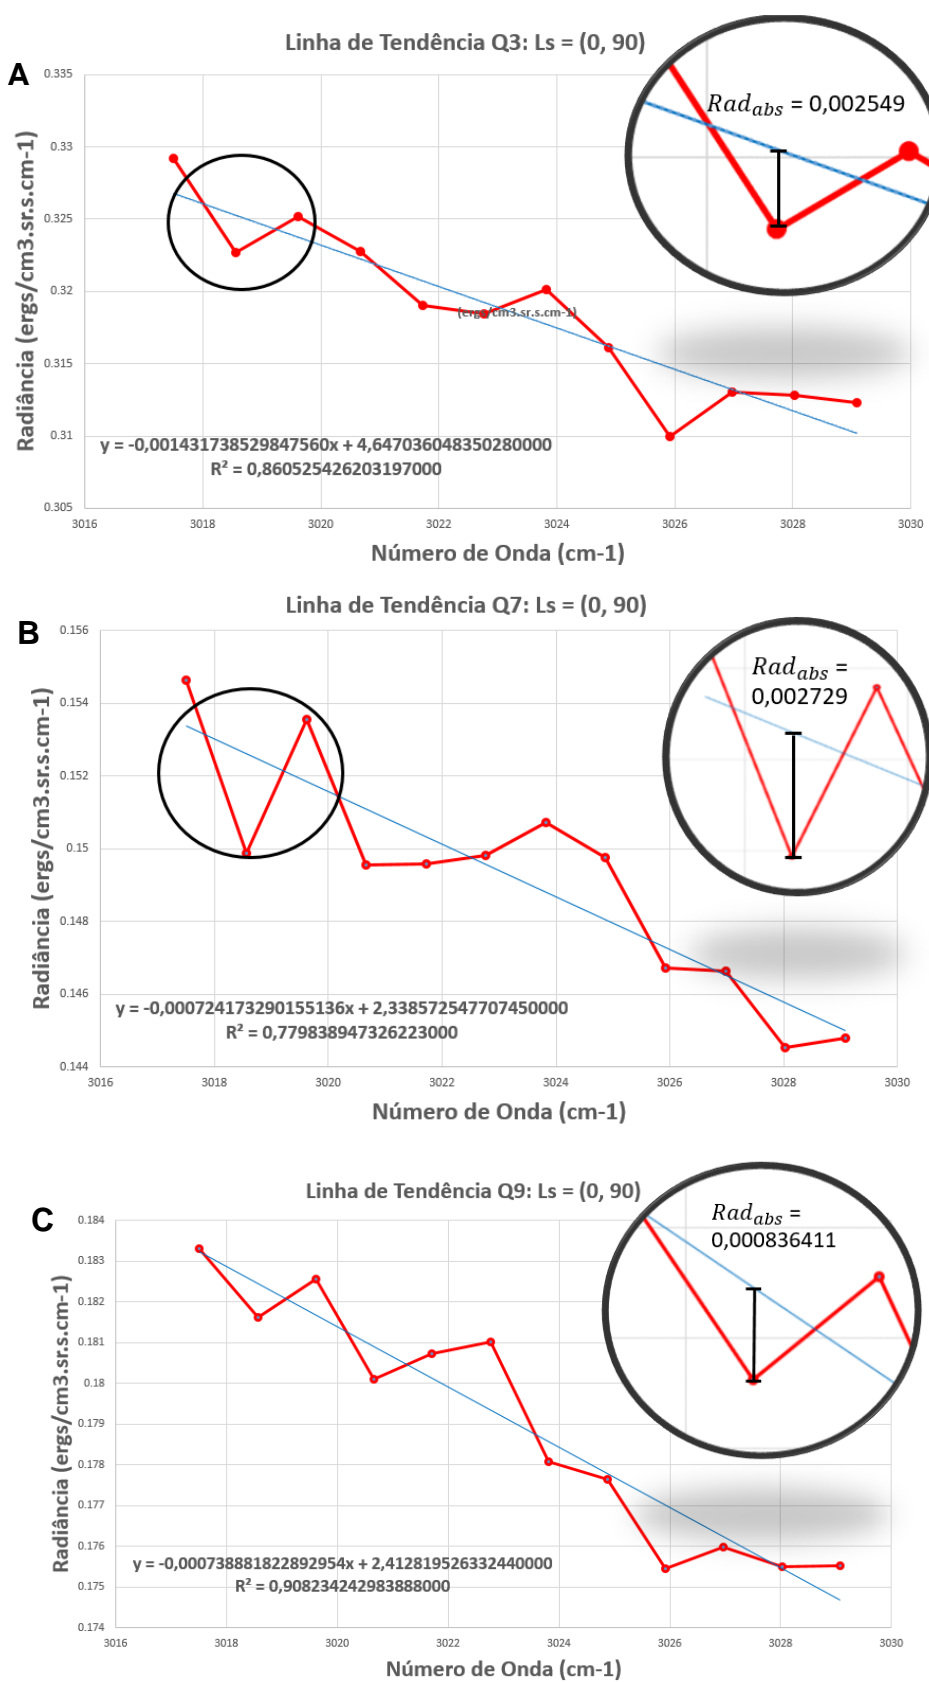 Linha de Tendência Q3: Ls = (0, 90)
A
0.335
0.33
0.325
0.32
0.315
0.31
0.305
Radiância (ergs/cm3.sr.s.cm-1)
Rad_abs = 0,002549
(ergs/cm3.sr.s.cm-1)
y = -0,001431738529847560x + 4,647036048350280000
R² = 0,860525426203197000
3016 3018 3020 3022 3024 3026 3028 3030
Número de Onda (cm-1)
Linha de Tendência Q7: Ls = (0, 90)
B
0.156
0.154
0.152
0.15
0.148
0.146
0.144
Radiância (ergs/cm3.sr.s.cm-1)
Rad_abs =
0,002729
y = -0,000724173290155136x + 2,338572547707450000
R² = 0,779838947326223000
3016 3018 3020 3022 3024 3026 3028 3030
Número de Onda (cm-1)
Linha de Tendência Q9: Ls = (0, 90)
C
0.184
0.183
0.182
0.181
0.18
0.179
0.178
0.177
0.176
0.175
0.174
Radiância (ergs/cm3.sr.s.cm-1)
Rad_abs =
0,000836411
y = -0,000738881822892954x + 2,412819526332440000
R² = 0,908234242983888000
3016 3018 3020 3022 3024 3026 3028 3030
Número de Onda (cm-1)